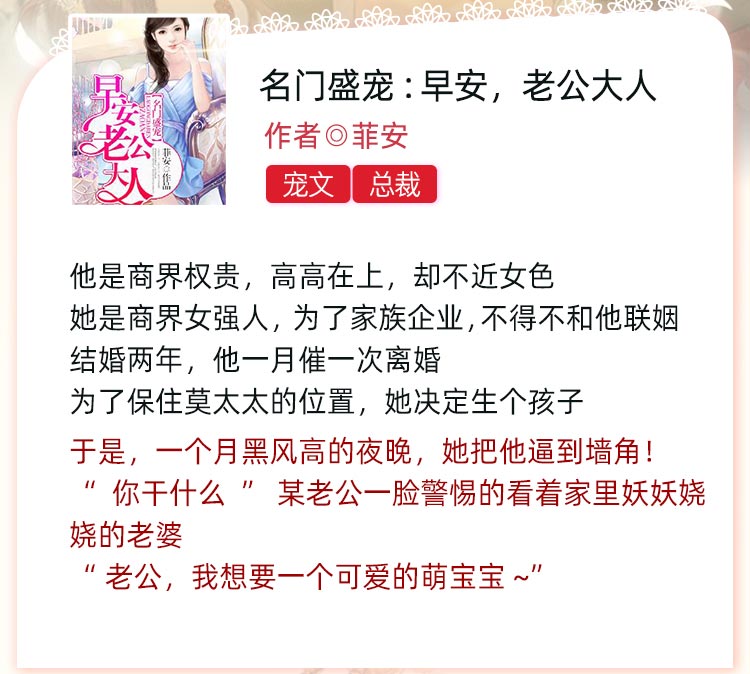 早安
老公
大人
【名门盛宠】
菲安◎作品
名门盛宠：早安，老公大人
作者◎菲安
宠文 总裁
他是商界权贵，高高在上，却不近女色
她是商界女强人，为了家族企业，不得不和他联姻
结婚两年，他一月催一次离婚
为了保住莫太太的位置，她决定生个孩子
于是，一个月黑风高的夜晚，她把他逼到墙角！
“ 你干什么 ” 某老公一脸警惕的看着家里妖妖娆
娆的老婆
“ 老公，我想要一个可爱的萌宝宝 ~”